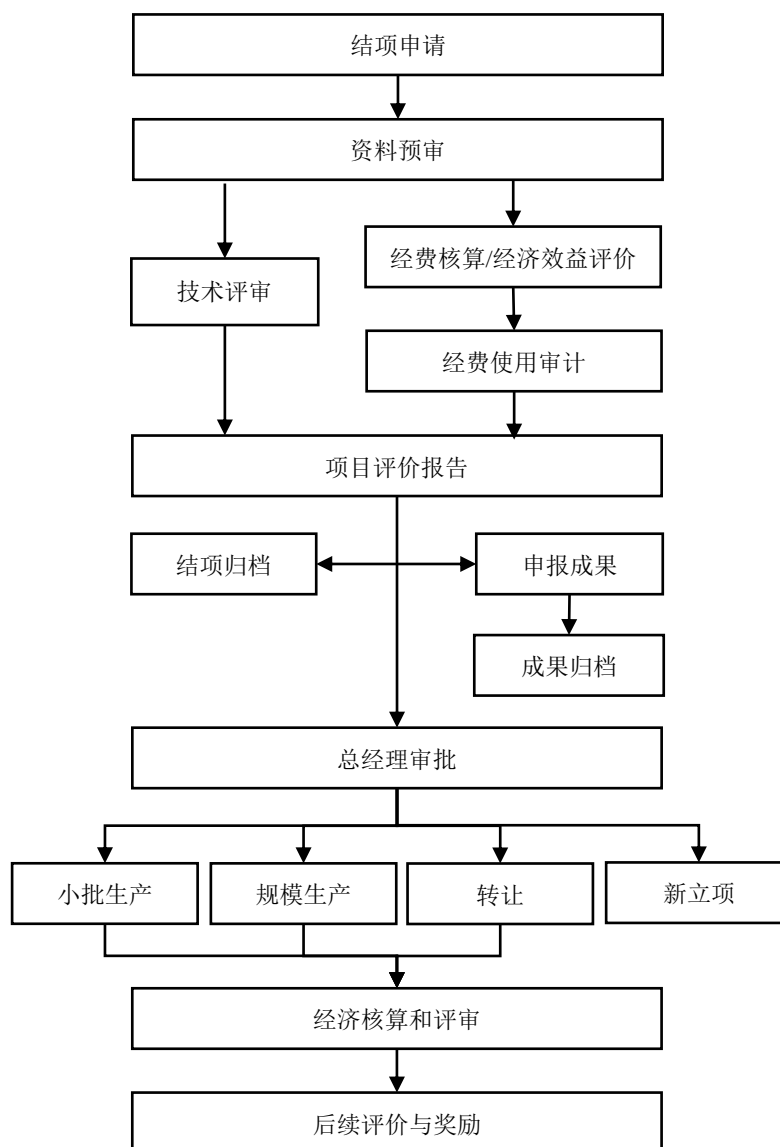 结项申请
资料预审
经费核算/经济效益评价
技术评审
经费使用审计
项目评价报告
结项归档
申报成果
成果归档
总经理审批
小批生产
规模生产
转让
新立项
经济核算和评审
后续评价与奖励